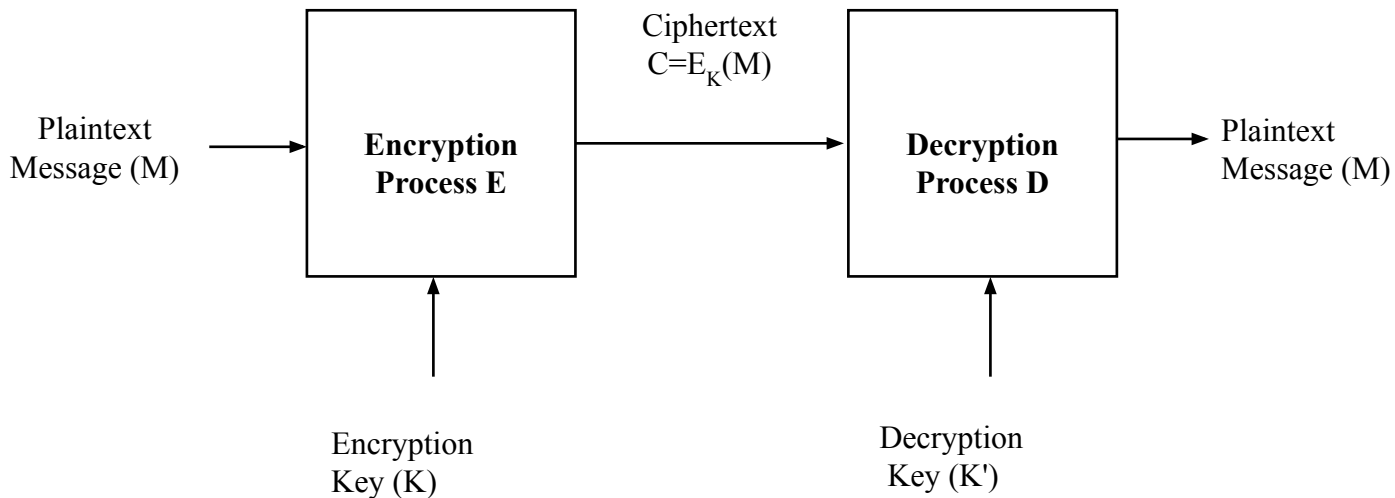 Ciphertext
C=E_K(M)
Plaintext
Message (M)
Encryption
Process E
Decryption
Process D
Plaintext
Message (M)
Encryption
Key (K)
Decryption
Key (K')